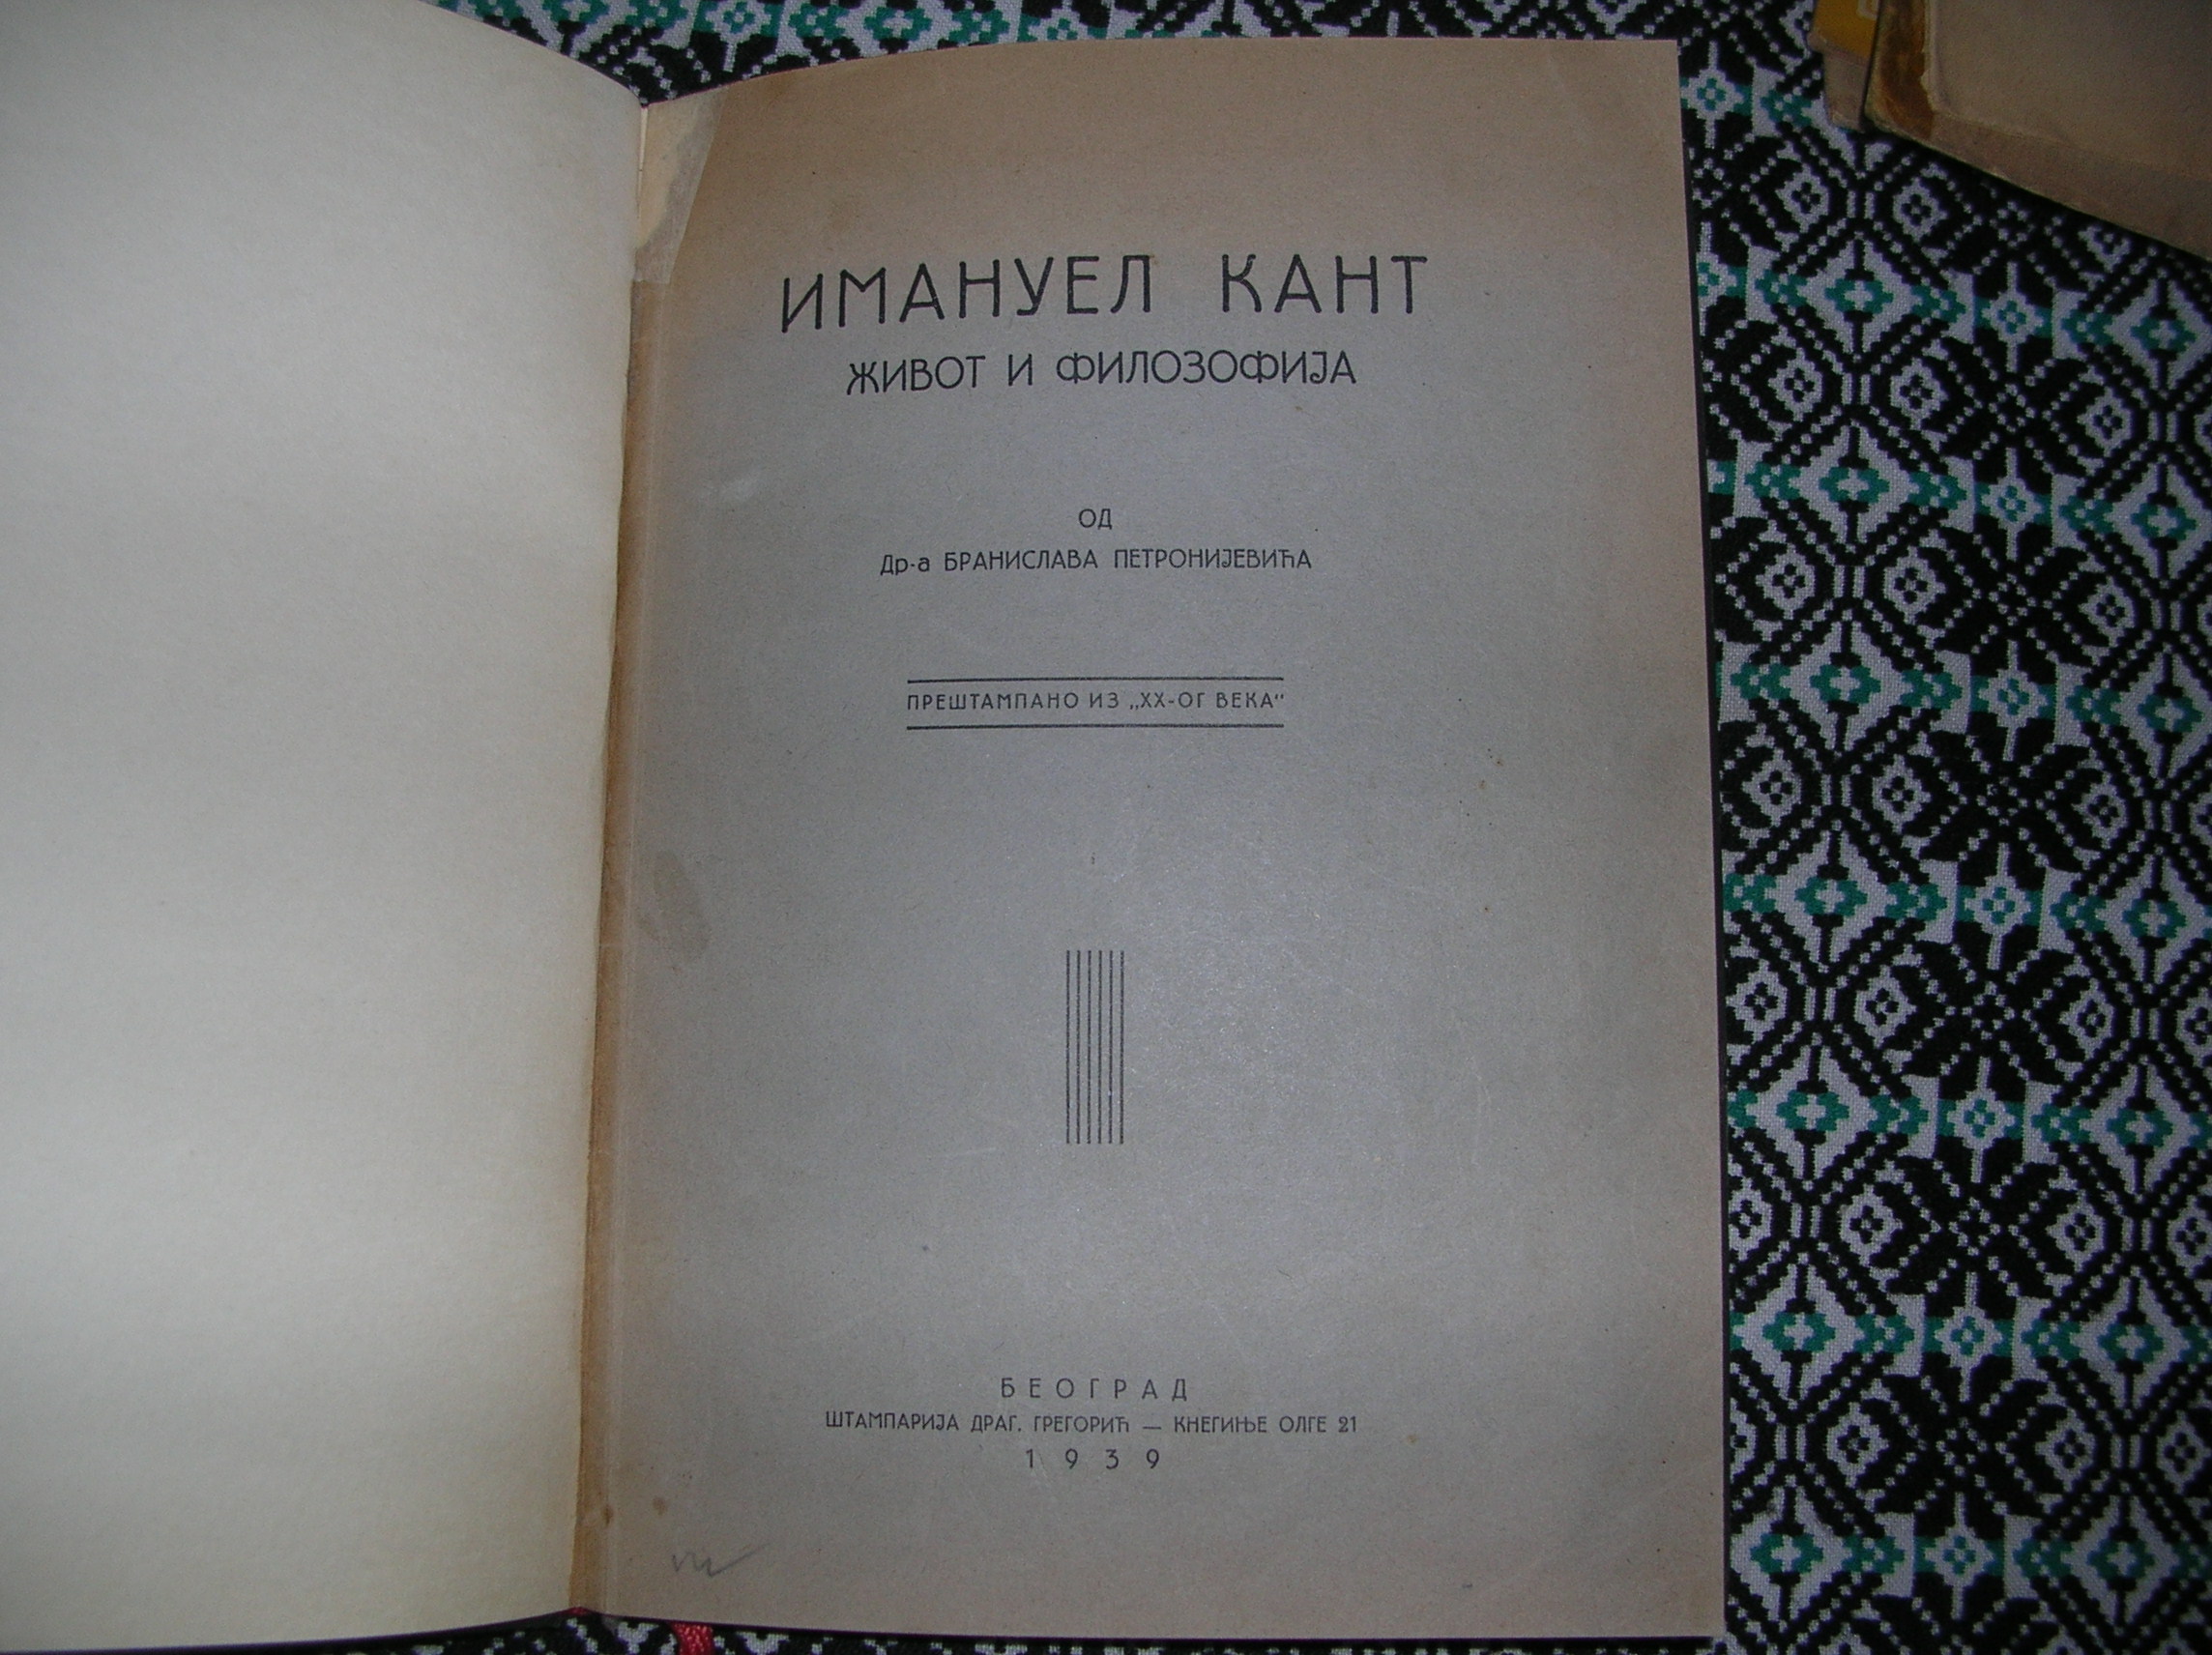 ИМАНУЕЛ КАНТ
ЖИВОТ И ФИЛОЗОФИЈА
ОД
Др-а БРАНИСЛАВА ПЕТРОНИЈЕВИЋА
ПРЕШТАМПАНО ИЗ „XX-ОГ ВЕКА“
БЕОГРАД
ШТАМПАРИЈА ДРАГ. ГРЕГОРИЋ — КНЕГИЊЕ ОЛГЕ 21
1939